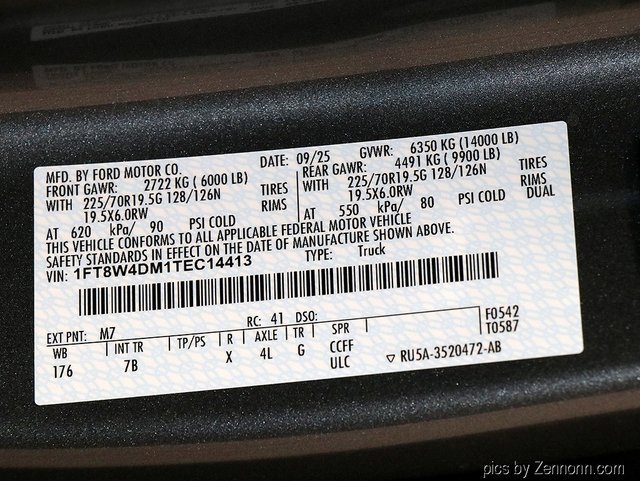 MFD. BY FORD MOTOR CO.
DATE: 09/25 GVWR: 6350 KG (14000 LB)
FRONT GAWR: 2722 KG (6000 LB)
WITH 225/70R19.5G 128/126N TIRES
19.5X6.0RW RIMS
AT 620 kPa/ 90 PSI COLD
REAR GAWR: 4491 KG (9900 LB)
WITH 225/70R19.5G 128/126N TIRES
19.5X6.0RW RIMS
AT 550 kPa/ 80 PSI COLD DUAL
THIS VEHICLE CONFORMS TO ALL APPLICABLE FEDERAL MOTOR VEHICLE
SAFETY STANDARDS IN EFFECT ON THE DATE OF MANUFACTURE SHOWN ABOVE.
VIN: 1FT8W4DM1TEC14413 TYPE: Truck
EXT PNT: M7 RC: 41 DSO: F0542
WB INT TR TP/PS R AXLE TR SPR T0587
176 7B X 4L G CCFF
ULC RU5A-3520472-AB
pics by Zennonn.com